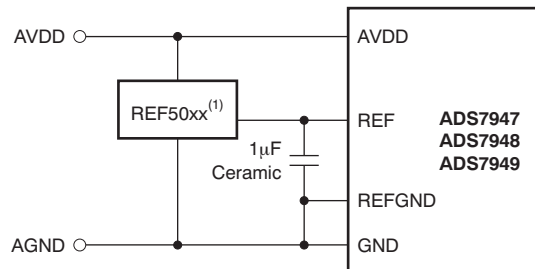 AVDD
AVDD
REF50xx(1)
REF
ADS7947
ADS7948
ADS7949
1μF
Ceramic
REFGND
AGND
GND